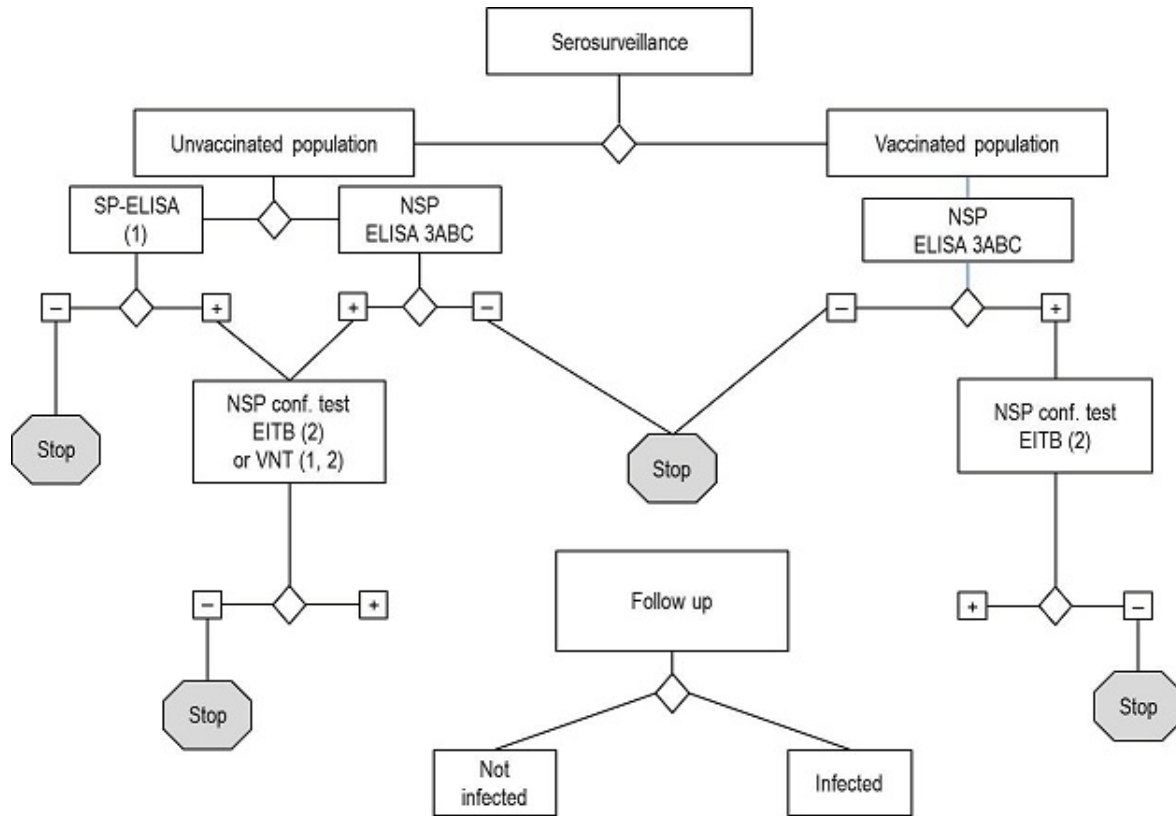 Serosurveillance
Unvaccinated population
Vaccinated population
SP-ELISA
(1)
NSP
ELISA 3ABC
NSP
ELISA 3ABC
–
+
+
–
–
+
NSP conf. test
EITB (2)
or VNT (1, 2)
NSP conf. test
EITB (2)
Stop
Stop
–
+
Follow up
+
–
Stop
Stop
Not
infected
Infected